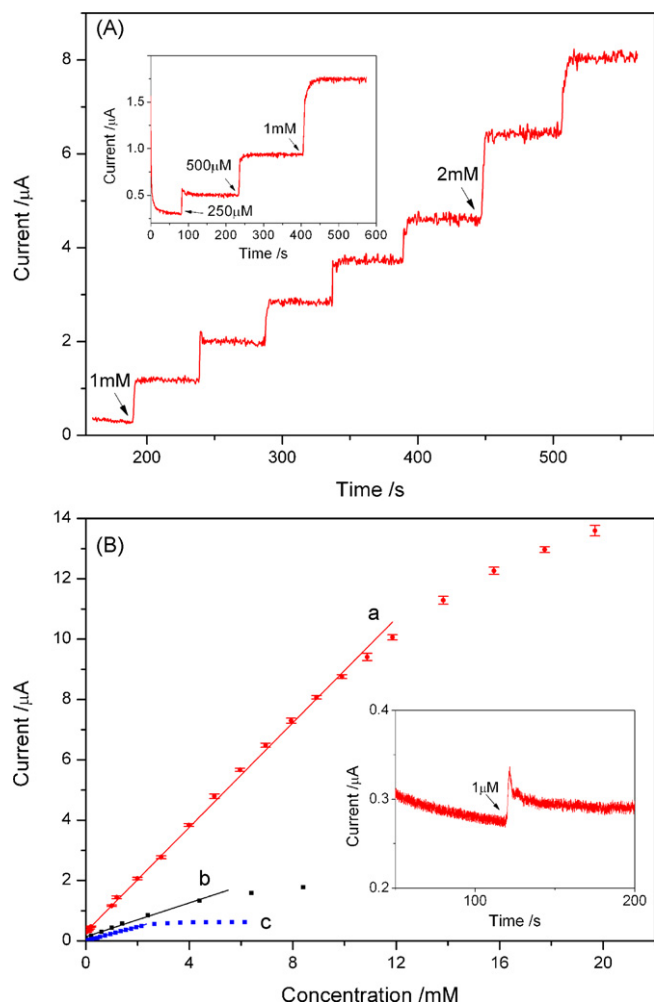 (A)
8
6
4
2
0
Current /μA
200
300
400
500
Time /s
1mM
2mM
1.5
1.0
0.5
Current /μA
0
100
200
300
400
500
600
Time /s
250μM
500μM
1mM
(B)
14
12
10
8
6
4
2
0
Current /μA
0
4
8
12
16
20
Concentration /mM
a
b
c
0.4
0.3
0.2
Current /μA
100
200
Time /s
1μM